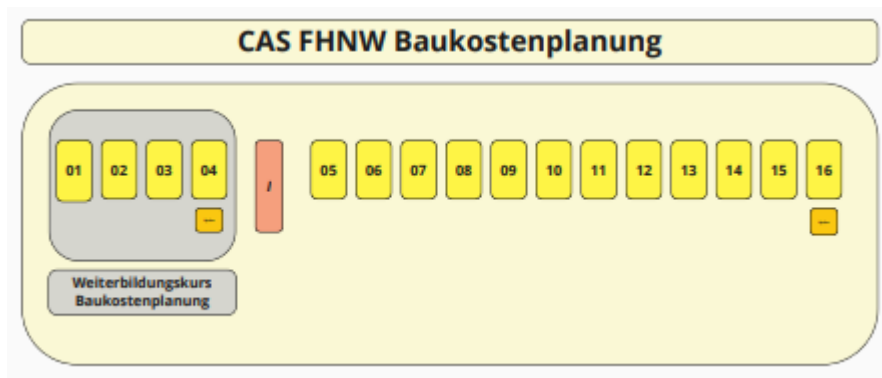 CAS FHNW Baukostenplanung
01 02 03 04 I 05 06 07 08 09 10 11 12 13 14 15 16
Weiterbildungskurs
Baukostenplanung